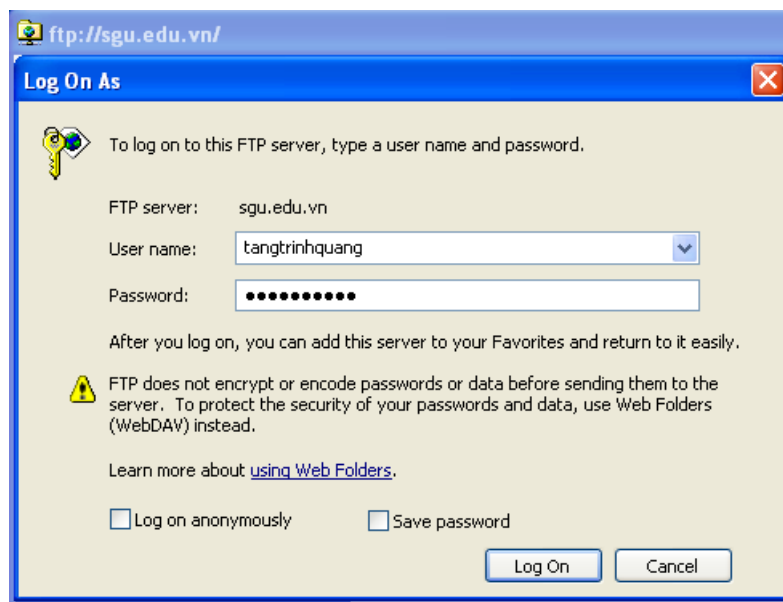 ftp://sgu.edu.vn/
Log On As
To log on to this FTP server, type a user name and password.
FTP server: sgu.edu.vn
User name: tangtrinhquang
Password: ●●●●●●●●●●
After you log on, you can add this server to your Favorites and return to it easily.
FTP does not encrypt or encode passwords or data before sending them to the
server. To protect the security of your passwords and data, use Web Folders
(WebDAV) instead.
Learn more about using Web Folders.
Log on anonymously Save password
Log On Cancel